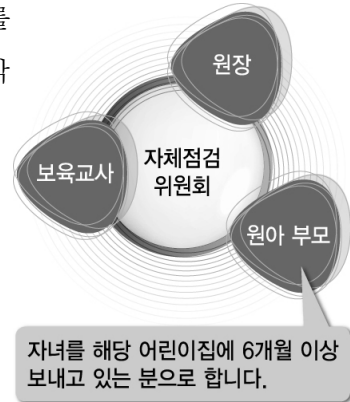 를
원장
자체점검
위원회
보육교사
원아 부모
자녀를 해당 어린이집에 6개월 이상
보내고 있는 분으로 합니다.